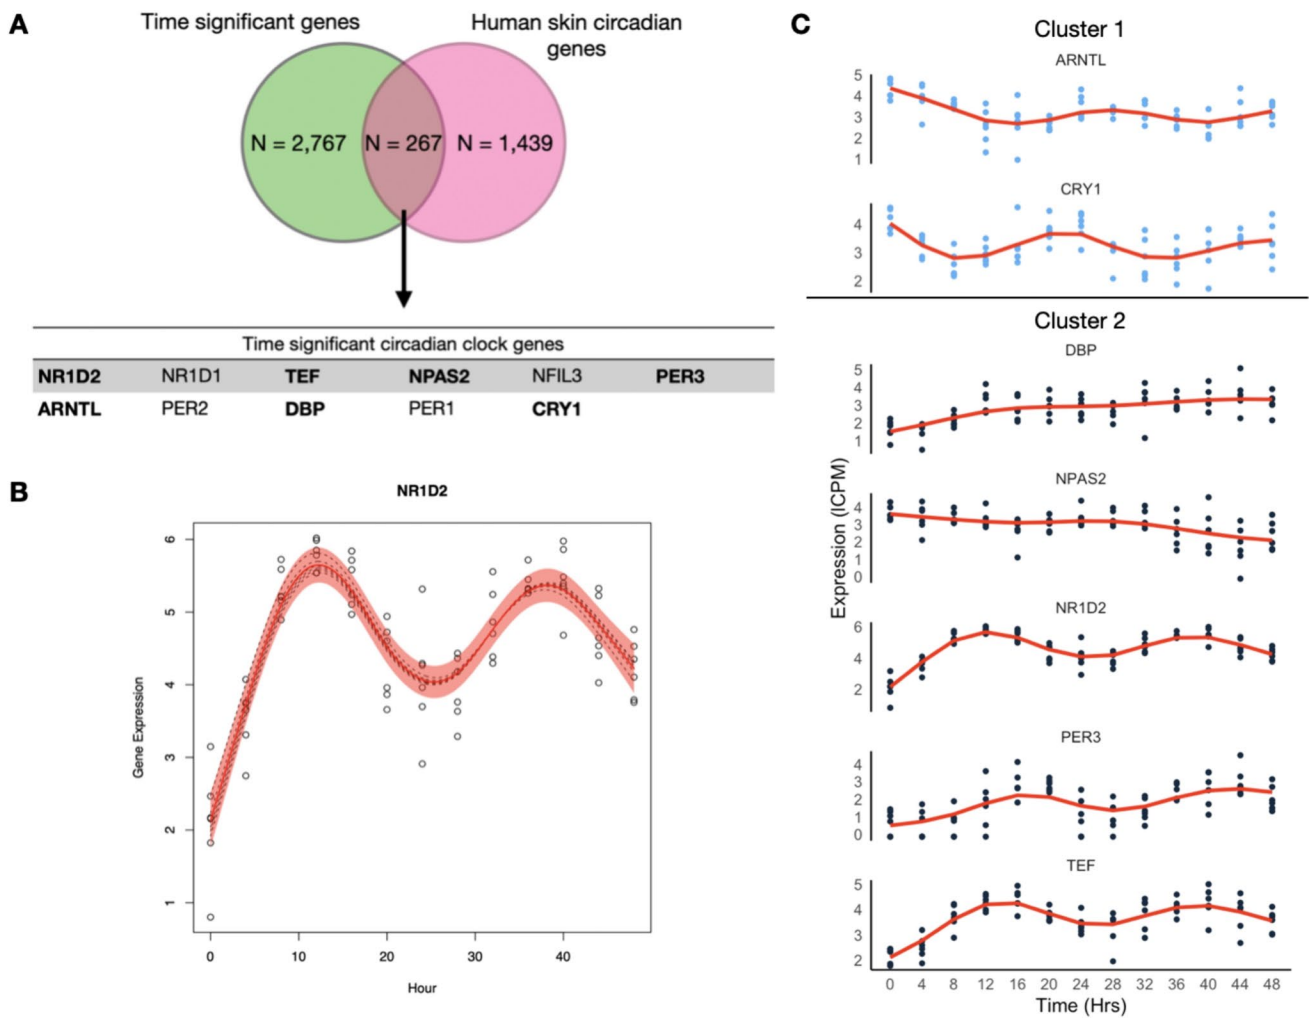 A
Time significant genes
Human skin circadian
genes
N = 2,767
N = 267
N = 1,439
Time significant circadian clock genes
NR1D2 NR1D1 TEF NPAS2 NFIL3 PER3
ARNTL PER2 DBP PER1 CRY1
B
NR1D2
Gene Expression
6
5
4
3
2
1
0 10 20 30 40
Hour
C
Cluster 1
ARNTL
5
4
3
2
1
CRY1
4
3
2
Cluster 2
Expression (ICPM)
DBP
5
4
3
2
1
NPAS2
4
3
2
1
0
NR1D2
6
4
2
PER3
4
3
2
1
0
TEF
5
4
3
2
0 4 8 12 16 20 24 28 32 36 40 44 48
Time (Hrs)